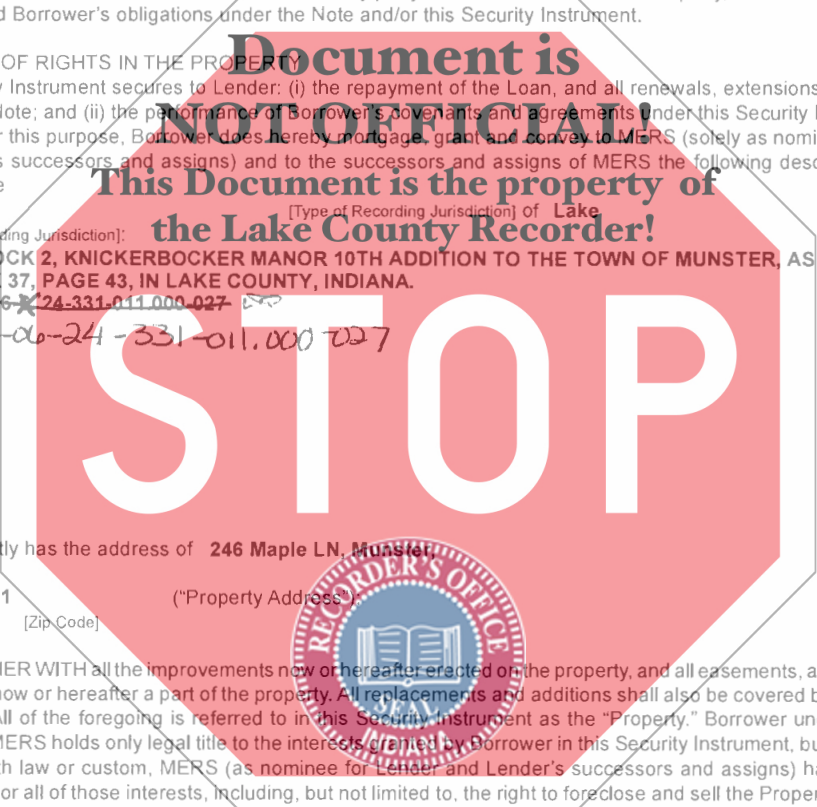 d Borrower's obligations under the Note and/or this Security Instrument.
Document is
OF RIGHTS IN THE PROPERTY
y Instrument secures to Lender: (i) the repayment of the Loan, and all renewals, extensions
Note; and (ii) the performance of Borrower's covenants and agreements under this Security I
NOT OFFICIAL!
r this purpose, Borrower does hereby mortgage, grant and convey to MERS (solely as nomi
s successors and assigns) and to the successors and assigns of MERS the following desc
This Document is the property of
e
[Type of Recording Jurisdiction] of Lake
the Lake County Recorder!
ding Jurisdiction]:
OCK 2, KNICKERBOCKER MANOR 10TH ADDITION TO THE TOWN OF MUNSTER, AS
37, PAGE 43, IN LAKE COUNTY, INDIANA.
24-331-011.000-027
-06-24-331-011.000-027
STOP
tly has the address of 246 Maple LN, Munster,
1 ("Property Address"):
[Zip Code]
RECORDER'S OFFICE
SEAL
INDIANA
HER WITH all the improvements now or hereafter erected on the property, and all easements, a
now or hereafter a part of the property. All replacements and additions shall also be covered b
All of the foregoing is referred to in this Security Instrument as the "Property." Borrower un
MERS holds only legal title to the interests granted by Borrower in this Security Instrument, bu
th law or custom, MERS (as nominee for Lender and Lender's successors and assigns) ha
or all of those interests, including, but not limited to, the right to foreclose and sell the Proper